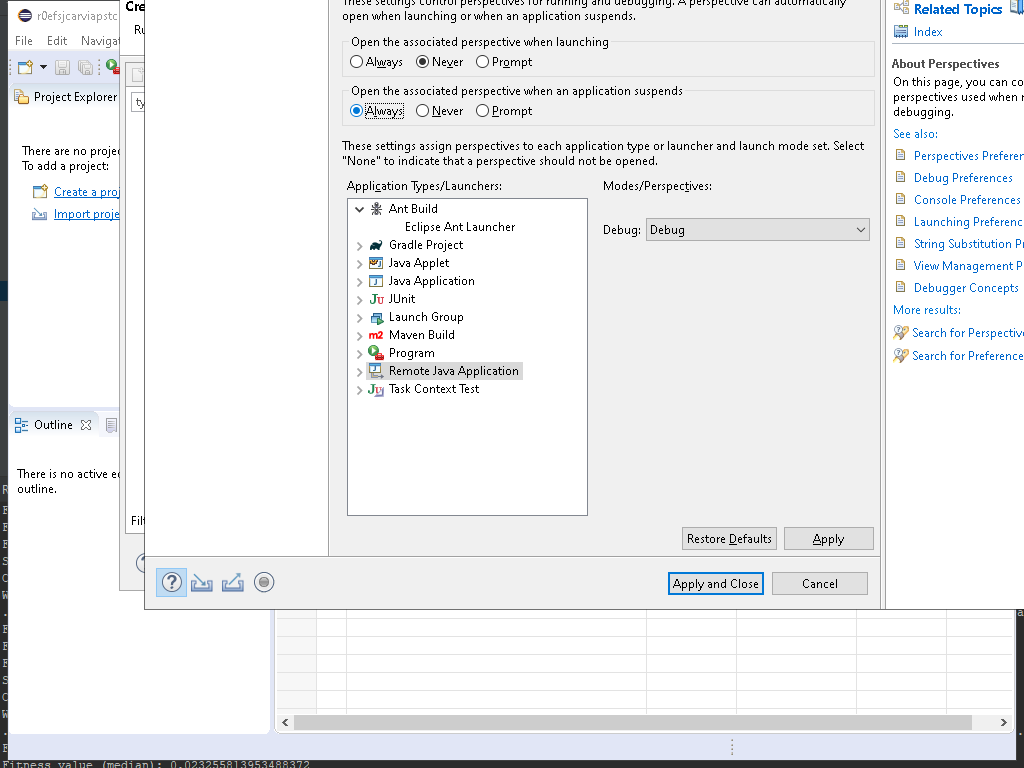 r0efsjcarviapstc
File Edit Navigat
Project Explorer
There are no proje
To add a project:
Create a proj
Import proje
Outline
There is no active ed
outline.
Cre
Ru
ty
Filt
These settings control perspectives for running and debugging. A perspective can automatically
open when launching or when an application suspends.
Open the associated perspective when launching
Always Never Prompt
Open the associated perspective when an application suspends
Always Never Prompt
These settings assign perspectives to each application type or launcher and launch mode set. Select
"None" to indicate that a perspective should not be opened.
Application Types/Launchers:
Modes/Perspectives:
Ant Build
Eclipse Ant Launcher
Gradle Project
Java Applet
Java Application
JUnit
Launch Group
m2 Maven Build
Program
Remote Java Application
Task Context Test
Debug: Debug
Restore Defaults Apply
Apply and Close Cancel
Related Topics
Index
About Perspectives
On this page, you can co
perspectives used when r
debugging.
See also:
Perspectives Preferen
Debug Preferences
Console Preferences
Launching Preferenc
String Substitution P
View Management P
Debugger Concepts
More results:
Search for Perspective
Search for Preference
Fitness value (median): 0.023255813953488372